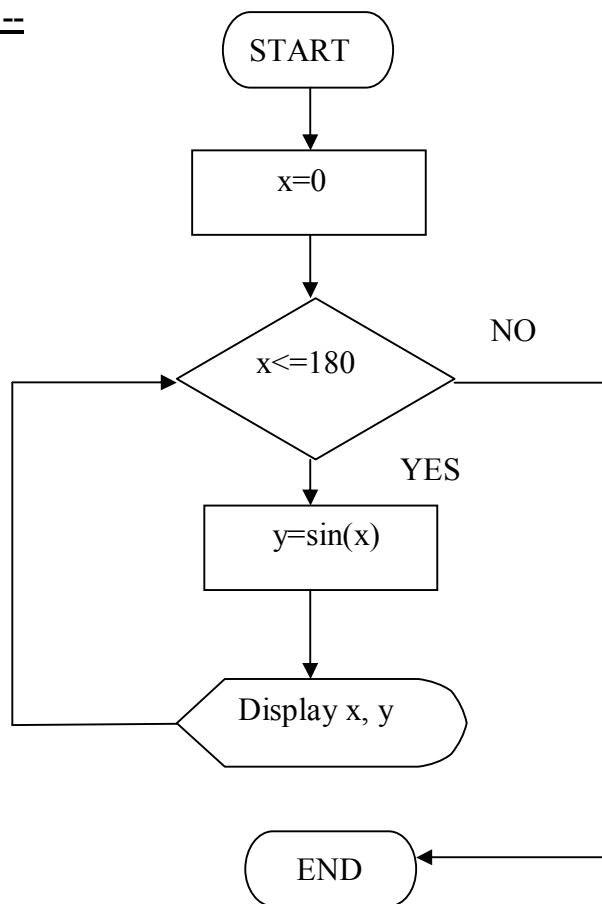 --
START
x=0
x<=180
NO
YES
y=sin(x)
Display x, y
END